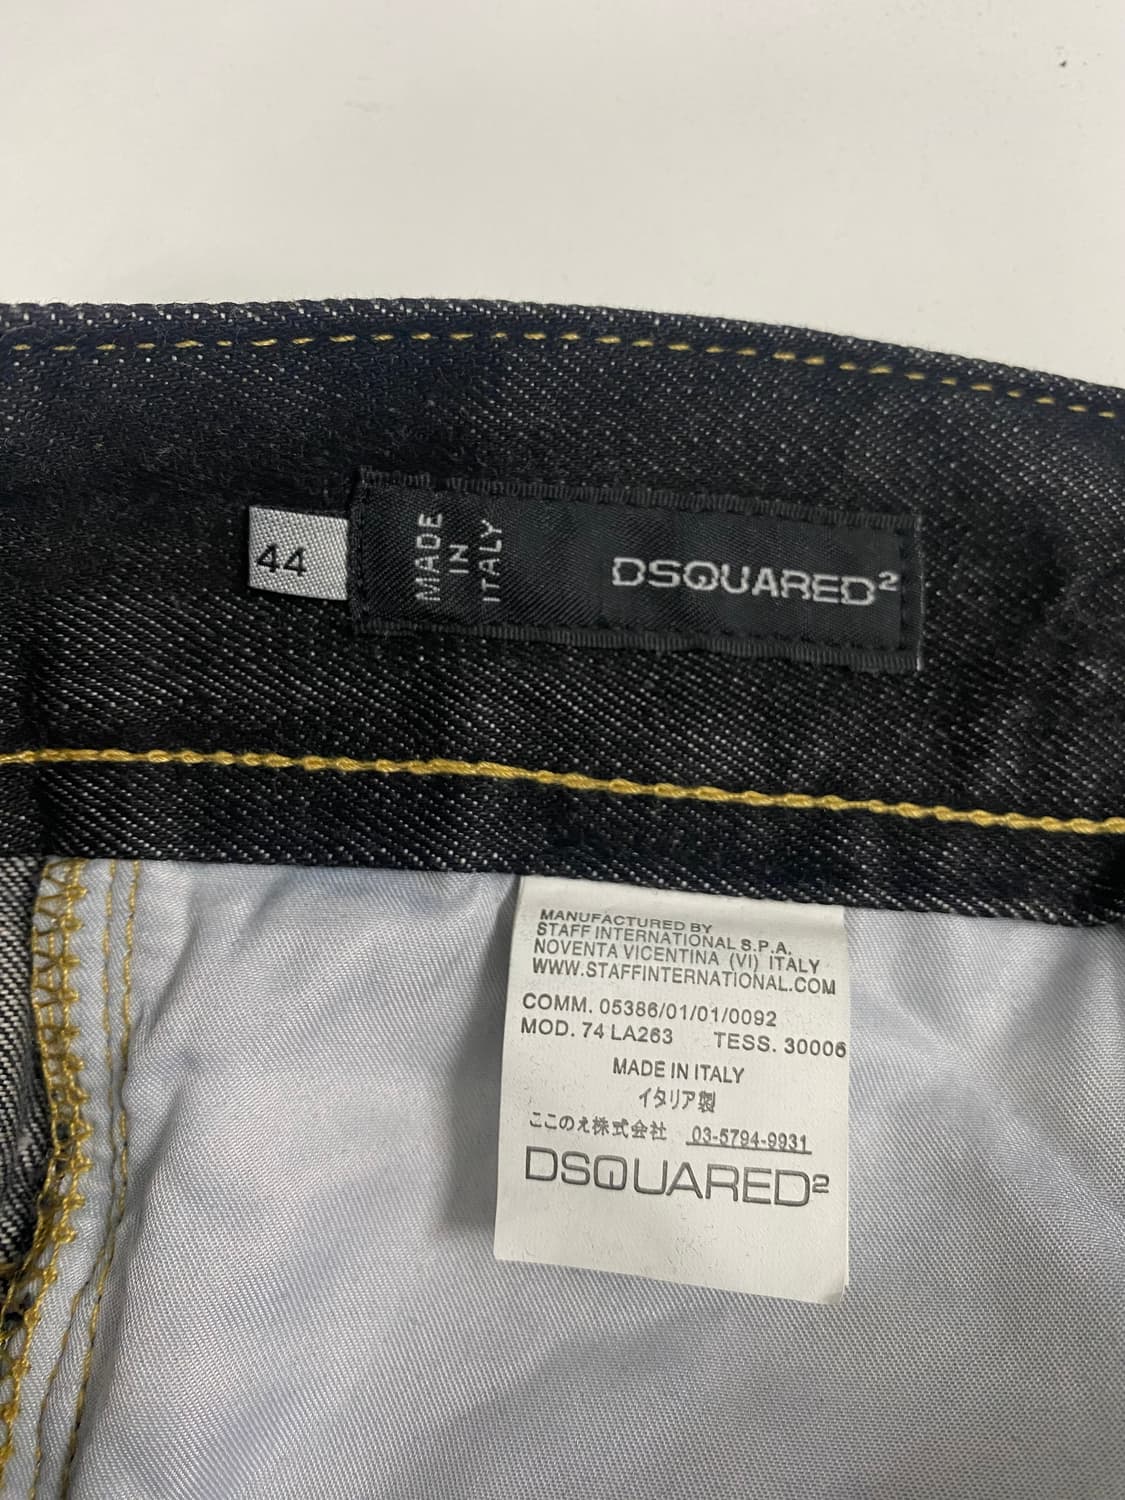 44
MADE
IN
ITALY
DSQUARED²
MANUFACTURED BY
STAFF INTERNATIONAL S.P.A.
NOVENTA VICENTINA (VI) ITALY
WWW.STAFFINTERNATIONAL.COM
COMM. 05386/01/01/0092
MOD. 74 LA263 TESS. 30006
MADE IN ITALY
イタリア製
ここのえ株式会社 03-5794-9931
DSQUARED²